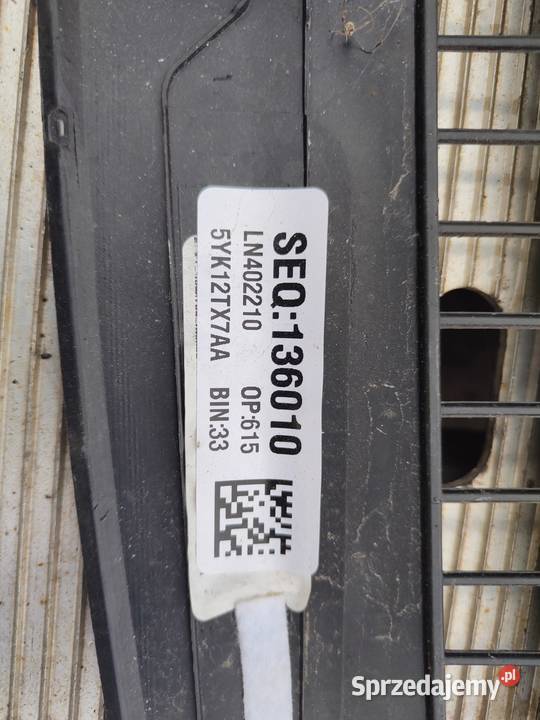 SEQ:136010
LN402210 OP:615
5YK12TX7AA BIN:33
Sprzedajemy.pl